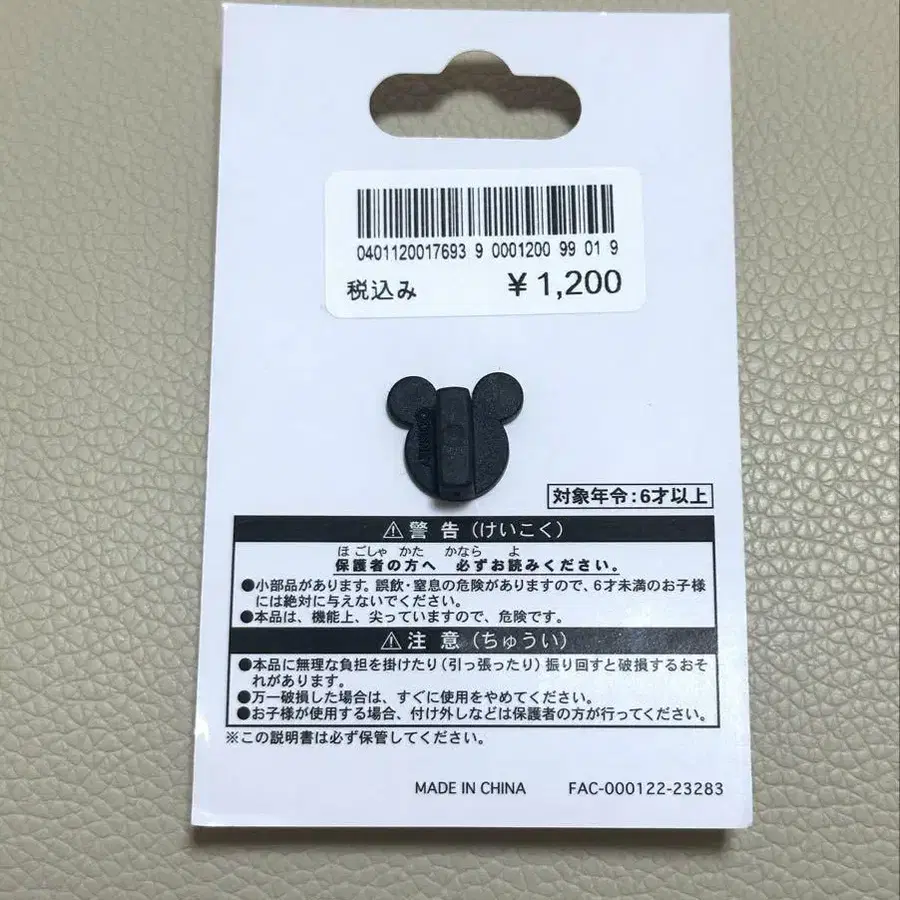 0401120017693 9 0001200 99 01 9
税込み ¥1,200
対象年令:6才以上
⚠警 告(けいこく)
ほごしゃ かた かなら よ
保護者の方へ 必ずお読みください。
●小部品があります。誤飲・窒息の危険がありますので、6才未満のお子様
には絶対に与えないでください。
●本品は、機能上、尖っていますので、危険です。
⚠注 意(ちゅうい)
●本品に無理な負担を掛けたり(引っ張ったり)振り回すと破損するおそ
れがあります。
●万一破損した場合は、すぐに使用をやめてください。
●お子様が使用する場合、付け外しなどは保護者の方が行ってください。
※この説明書は必ず保管してください。
MADE IN CHINA FAC-000122-23283